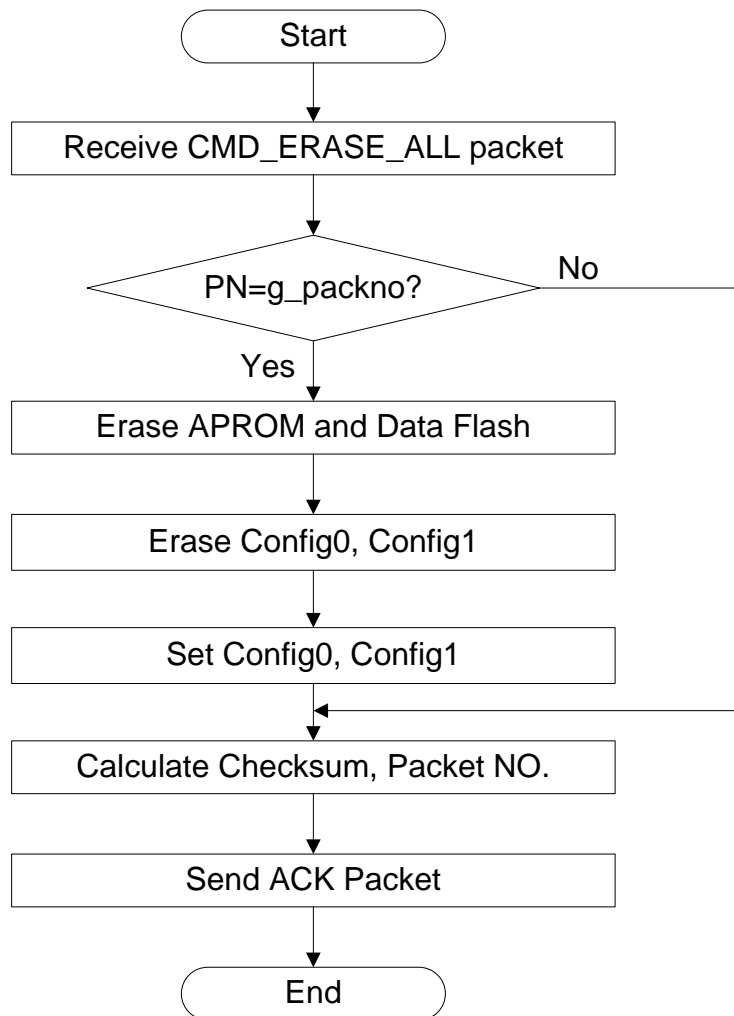 Start
Receive CMD_ERASE_ALL packet
PN=g_packno?
No
Yes
Erase APROM and Data Flash
Erase Config0, Config1
Set Config0, Config1
Calculate Checksum, Packet NO.
Send ACK Packet
End